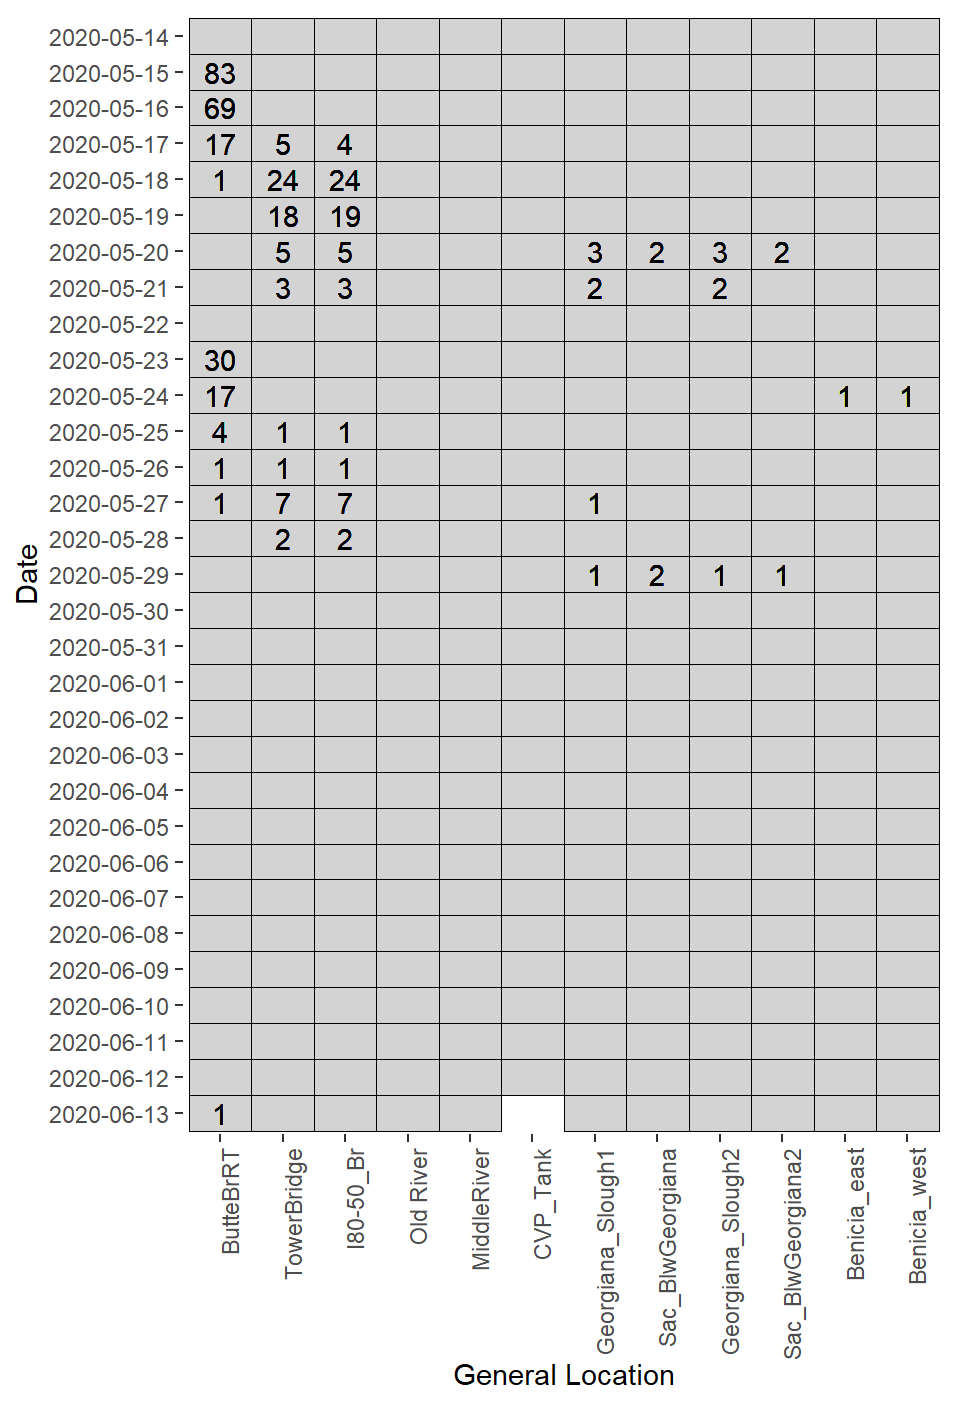 2020-05-14
2020-05-15 83
2020-05-16 69
2020-05-17 17 5 4
2020-05-18 1 24 24
2020-05-19 18 19
2020-05-20 5 5 3 2 3 2
2020-05-21 3 3 2 2
2020-05-22
2020-05-23 30
2020-05-24 17 1 1
2020-05-25 4 1 1
2020-05-26 1 1 1
2020-05-27 1 7 7 1
2020-05-28 2 2
2020-05-29 1 2 1 1
2020-05-30
2020-05-31
2020-06-01
2020-06-02
2020-06-03
2020-06-04
2020-06-05
2020-06-06
2020-06-07
2020-06-08
2020-06-09
2020-06-10
2020-06-11
2020-06-12
2020-06-13 1
Date
ButteBrRT
TowerBridge
I80-50_Br
Old River
MiddleRiver
CVP_Tank
Georgiana_Slough1
Sac_BlwGeorgiana
Georgiana_Slough2
Sac_BlwGeorgiana2
Benicia_east
Benicia_west
General Location